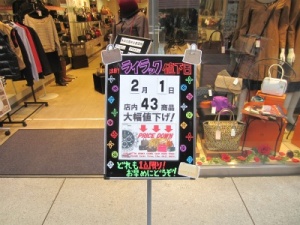 ライラック 値下日
2月1日
店内 43 商品
大幅値下げ!
PRICE DOWN
どれも1点限り!
お早めにどうぞ!